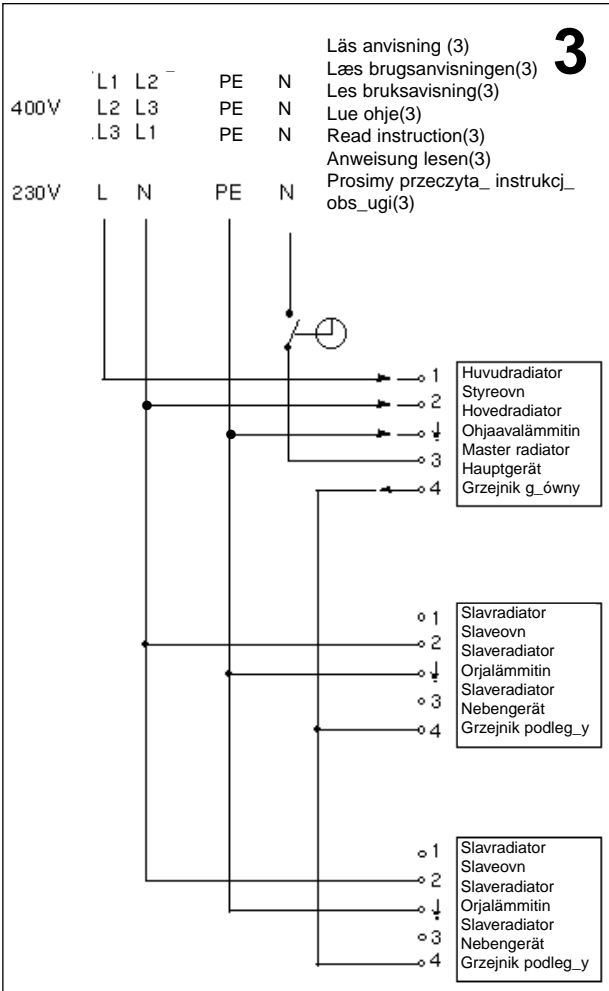 3
Läs anvisning (3)
Læs brugsanvisningen(3)
Les bruksavisning(3)
Lue ohje(3)
Read instruction(3)
Anweisung lesen(3)
Prosimy przeczyta_ instrukcj_
obs_ugi(3)
L1 L2 PE N
400V L2 L3 PE N
L3 L1 PE N
230V L N PE N
1
2
3
4
Huvudradiator
Styreovn
Hovedradiator
Ohjaavalämmitin
Master radiator
Hauptgerät
Grzejnik g_ówny
1
2
3
4
Slavradiator
Slaveovn
Slaveradiator
Orjalämmitin
Slaveradiator
Nebengerät
Grzejnik podleg_y
1
2
3
4
Slavradiator
Slaveovn
Slaveradiator
Orjalämmitin
Slaveradiator
Nebengerät
Grzejnik podleg_y